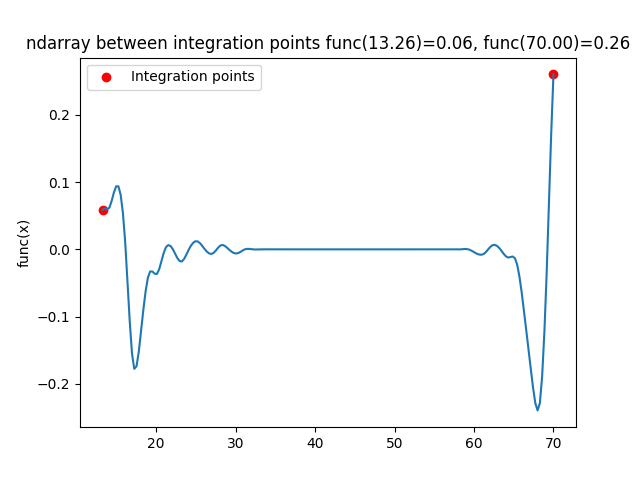 ndarray between integration points func(13.26)=0.06, func(70.00)=0.26
Integration points
func(x)
0.2
0.1
0.0
−0.1
−0.2
20 30 40 50 60 70